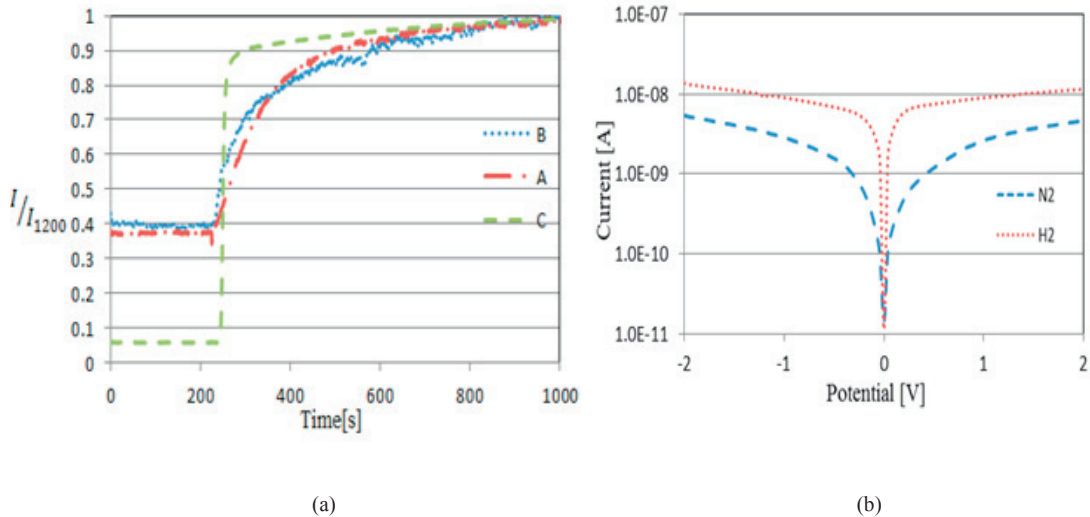 1
0.9
0.8
0.7
0.6
0.5
0.4
0.3
0.2
0.1
0
I/I1200
B
A
C
0 200 400 600 800 1000
Time[s]
(a)
1.0E-07
1.0E-08
1.0E-09
1.0E-10
1.0E-11
Current [A]
N2
H2
-2 -1 0 1 2
Potential [V]
(b)